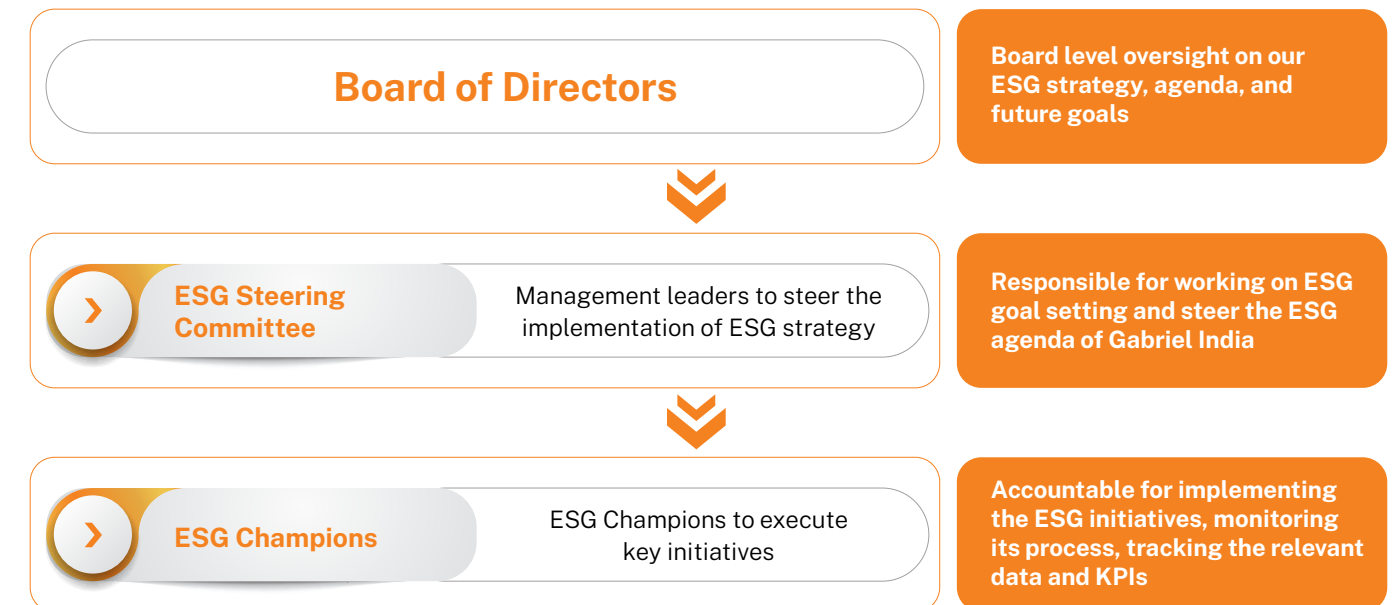 Board of Directors
Board level oversight on our
ESG strategy, agenda, and
future goals
ESG Steering
Committee
Management leaders to steer the
implementation of ESG strategy
Responsible for working on ESG
goal setting and steer the ESG
agenda of Gabriel India
ESG Champions
ESG Champions to execute
key initiatives
Accountable for implementing
the ESG initiatives, monitoring
its process, tracking the relevant
data and KPIs